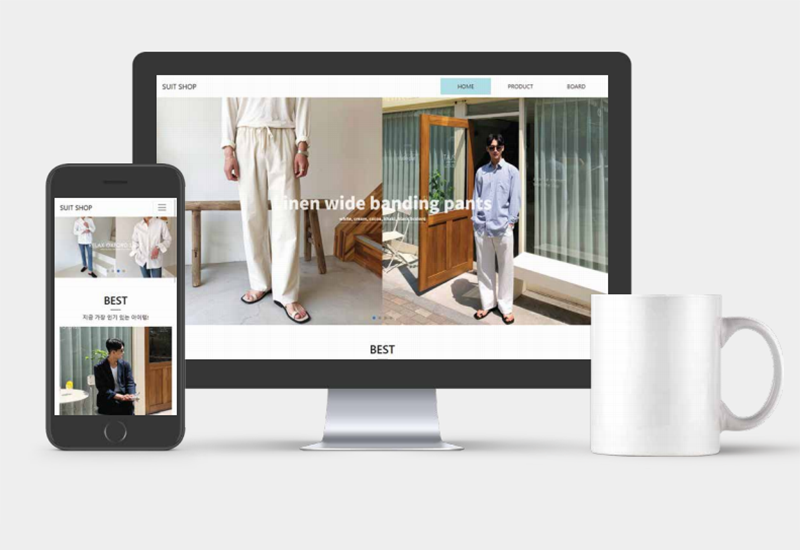 SUIT SHOP
HOME PRODUCT BOARD
linen wide banding pants
BEST
SUIT SHOP
BEST
지금 가장 인기 있는 아이템!